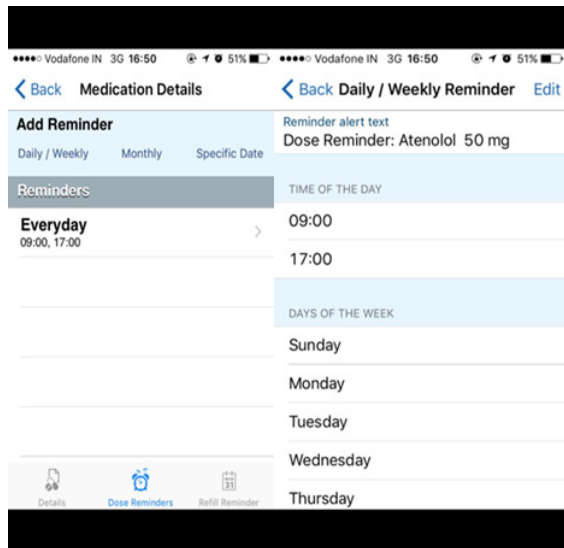 Vodafone IN 3G 16:50 51%
Back Medication Details
Add Reminder
Daily / Weekly Monthly Specific Date
Reminders
Everyday
09:00, 17:00
31
Details Dose Reminders Refill Reminder
Vodafone IN 3G 16:50 51%
Back Daily / Weekly Reminder Edit
Reminder alert text
Dose Reminder: Atenolol 50 mg
TIME OF THE DAY
09:00
17:00
DAYS OF THE WEEK
Sunday
Monday
Tuesday
Wednesday
Thursday